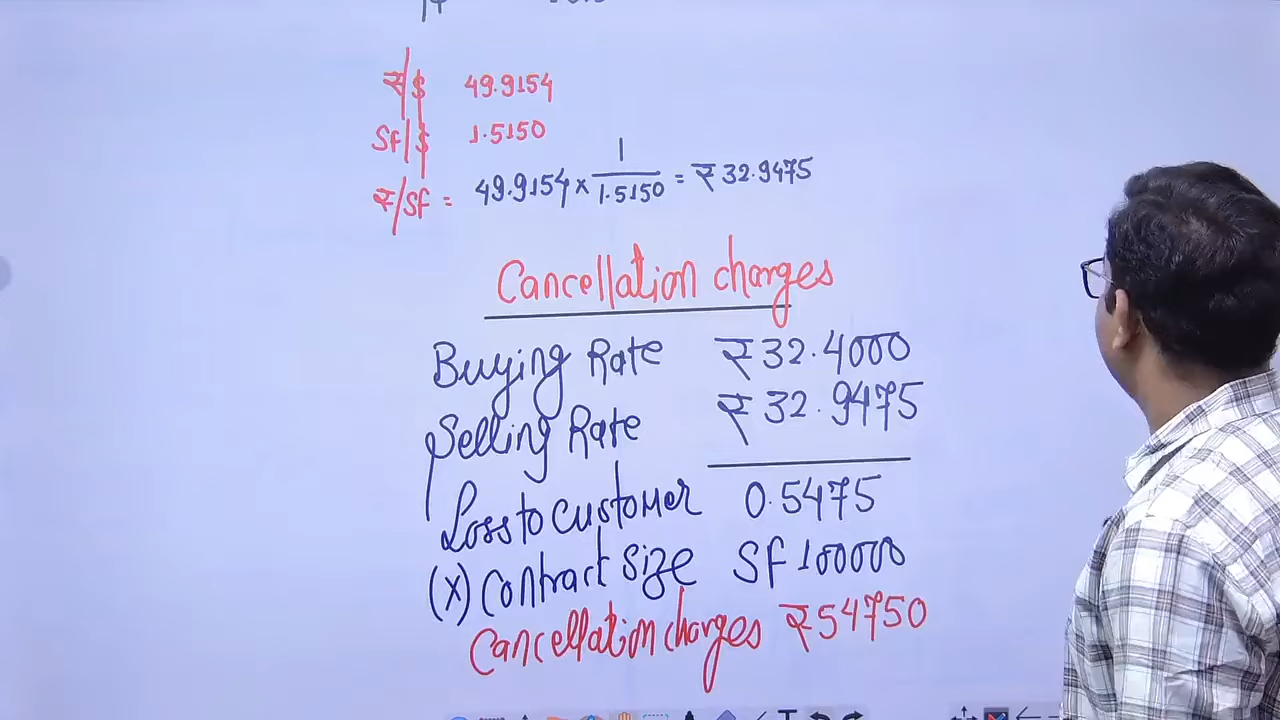 ₹/$ 49.9154
Sf/$ 1.5150
₹/Sf = 49.9154 x 1/1.5150 = ₹32.9475
Cancellation charges
Buying Rate ₹32.4000
Selling Rate ₹32.9475
Loss to customer 0.5475
(x) Contract Size SF 100000
Cancellation charges ₹54750